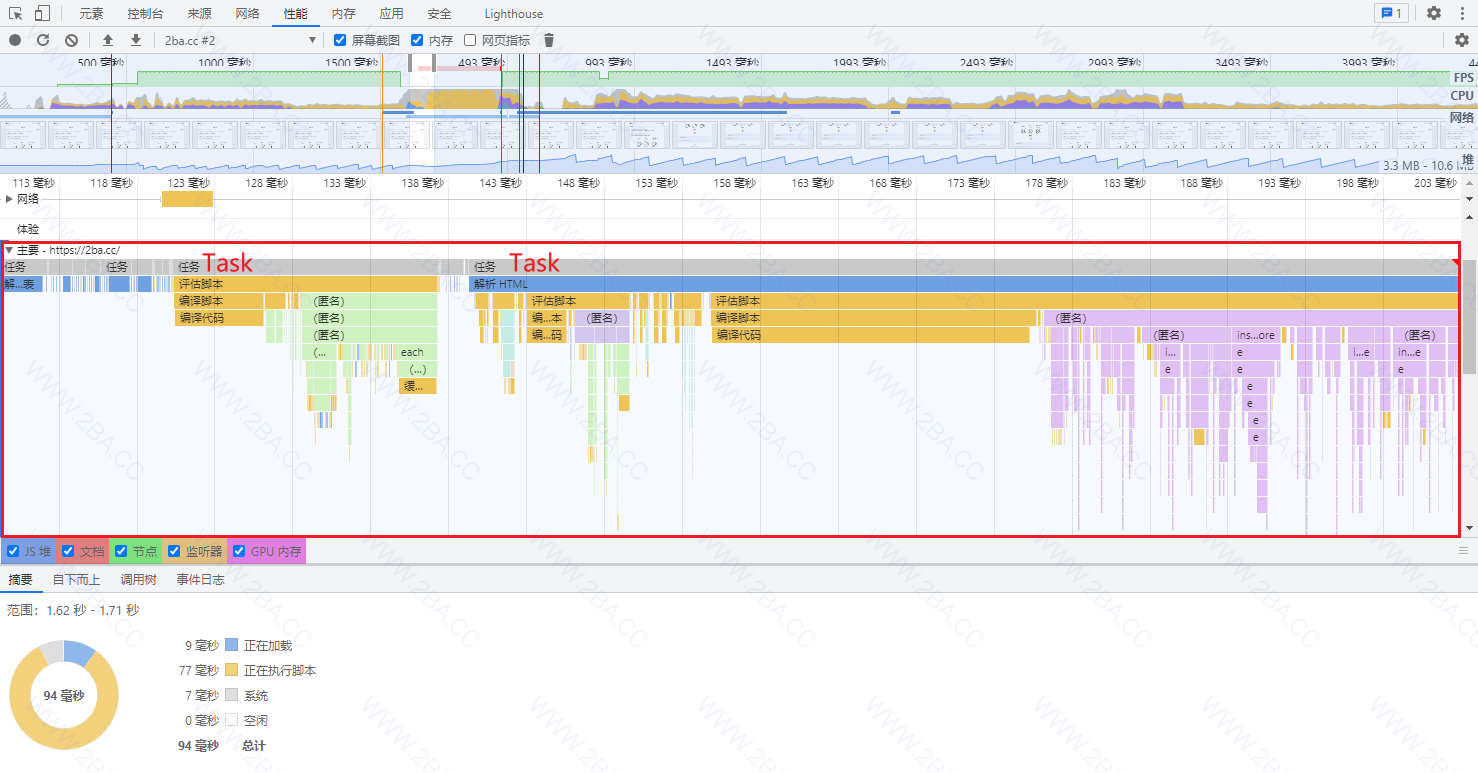 元素 控制台 来源 网络 性能 内存 应用 安全 Lighthouse 1
2ba.cc #2 屏幕截图 内存 网页指标
500 毫秒 1000 毫秒 1500 毫秒 493 毫秒 993 毫秒 1493 毫秒 1993 毫秒 2493 毫秒 2993 毫秒 3493 毫秒 3993 毫秒 44
FPS
CPU
网络
堆
3.3 MB - 10.6 M
113 毫秒 118 毫秒 123 毫秒 128 毫秒 133 毫秒 138 毫秒 143 毫秒 148 毫秒 153 毫秒 158 毫秒 163 毫秒 168 毫秒 173 毫秒 178 毫秒 183 毫秒 188 毫秒 193 毫秒 198 毫秒 203 毫秒
网络
体验
主要 - https://2ba.cc/
任务 任务 任务 Task 任务 Task
解...表 评估脚本 解析 HTML
编译脚本 (匿名) 评估脚本 评估脚本
编译代码 (匿名) 编...本 (匿名) 编译脚本 (匿名)
(匿名) 编...码 编译代码 (匿名) ins...ore (匿名)
(... each i... e i...e in...e
(...) e e e
缓... e
e
e
e
JS 堆 文档 节点 监听器 GPU 内存
摘要 自下而上 调用树 事件日志
范围: 1.62 秒 - 1.71 秒
9 毫秒 正在加载
77 毫秒 正在执行脚本
94 毫秒 7 毫秒 系统
0 毫秒 空闲
94 毫秒 总计
WWW.2BA.CC